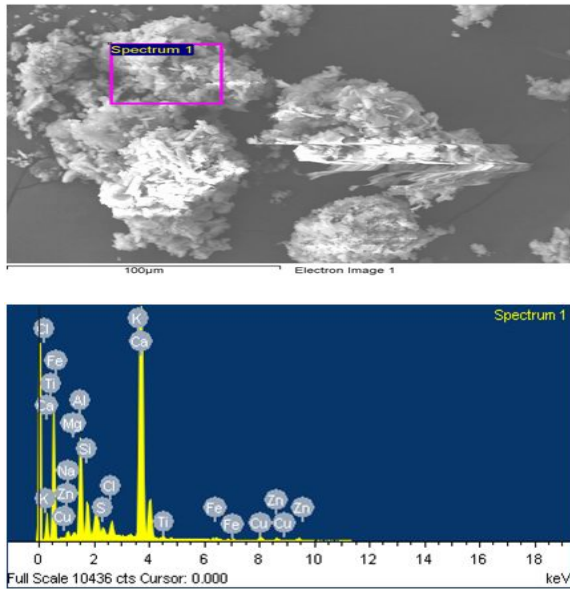 Spectrum 1
100µm Electron Image 1
Spectrum 1
K
Cl
Ca
Fe
Ti
Al
Ca
Mg
Si
Na
Cl
Zn
K
S
Zn
Fe
Zn
Cu
Ti
Fe
Cu
Cu
0 2 4 6 8 10 12 14 16 18
Full Scale 10436 cts Cursor: 0.000 keV